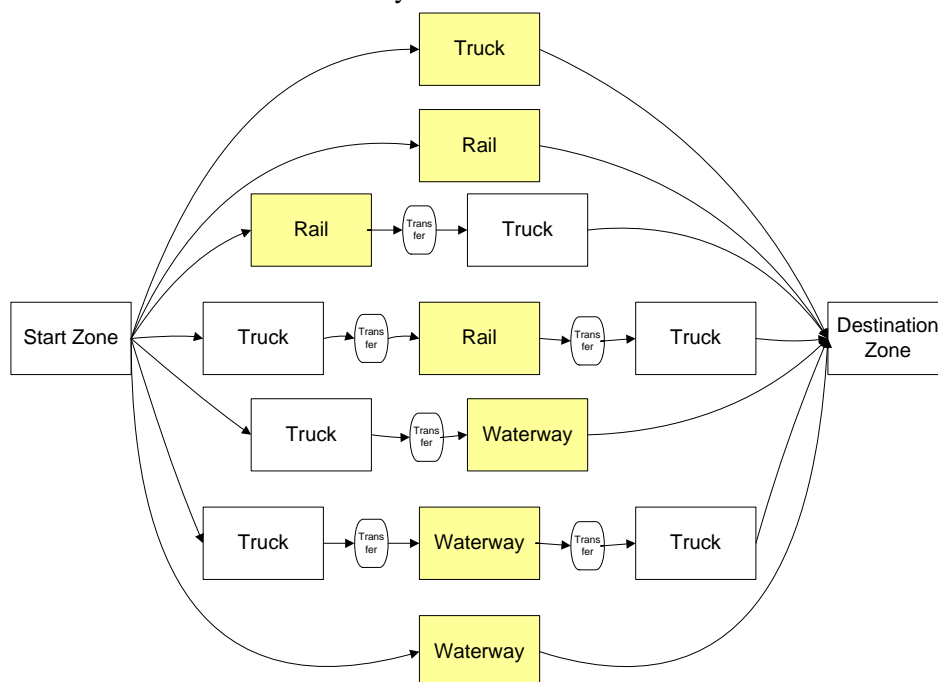 Truck
Rail
Rail
Trans
fer
Truck
Start Zone
Truck
Trans
fer
Rail
Trans
fer
Truck
Destination
Zone
Truck
Trans
fer
Waterway
Truck
Trans
fer
Waterway
Trans
fer
Truck
Waterway